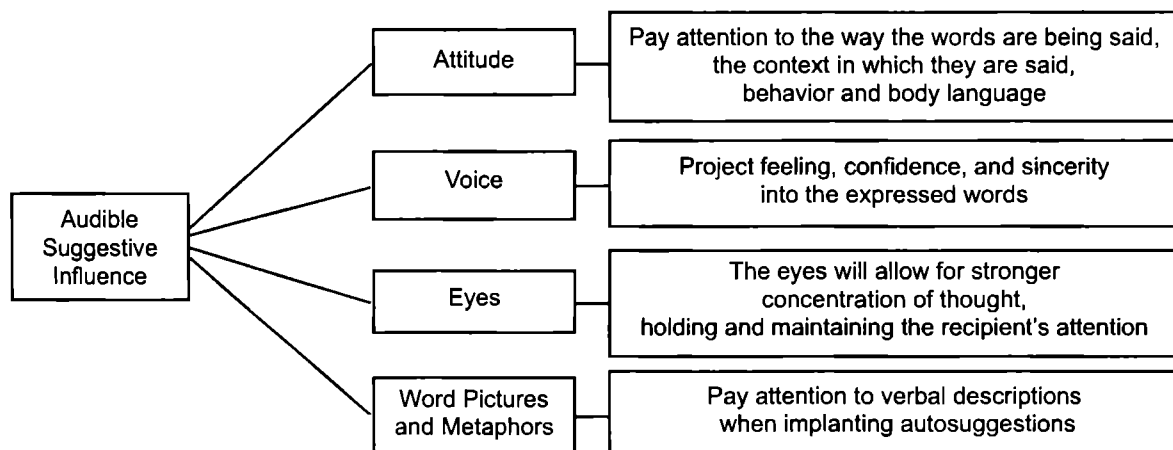 Audible
Suggestive
Influence
Attitude
Pay attention to the way the words are being said,
the context in which they are said,
behavior and body language
Voice
Project feeling, confidence, and sincerity
into the expressed words
Eyes
The eyes will allow for stronger
concentration of thought,
holding and maintaining the recipient's attention
Word Pictures
and Metaphors
Pay attention to verbal descriptions
when implanting autosuggestions